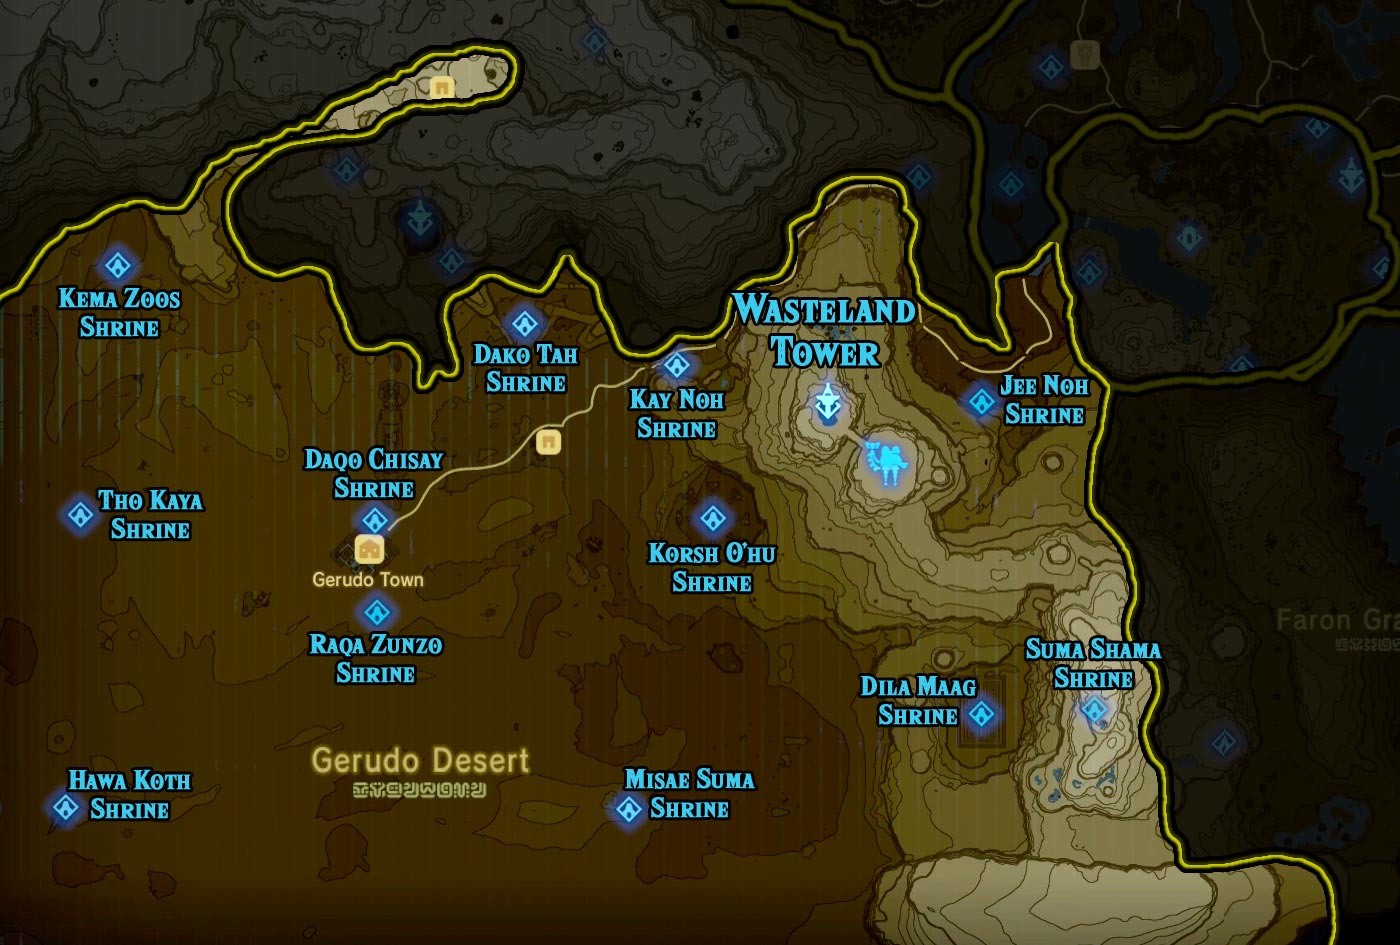 Wasteland
Tower
Kema Zoos
Shrine
Dako Tah
Shrine
Kay Noh
Shrine
Jee Noh
Shrine
Daqo Chisay
Shrine
Tho Kaya
Shrine
Korsh O'hu
Shrine
Gerudo Town
Raqa Zunzo
Shrine
Faron Gra
Suma Shama
Shrine
Dila Maag
Shrine
Gerudo Desert
Hawa Koth
Shrine
Misae Suma
Shrine